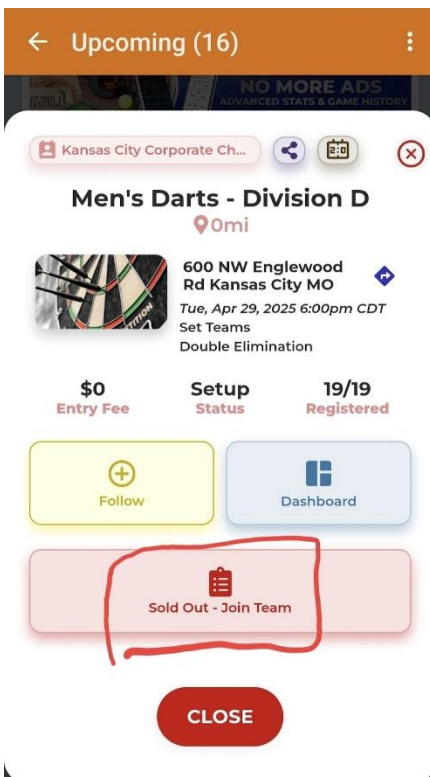 Upcoming (16)
NO MORE ADS
ADVANCED STATS & GAME HISTORY
Kansas City Corporate Ch...
Men's Darts - Division D
0mi
600 NW Englewood
Rd Kansas City MO
Tue, Apr 29, 2025 6:00pm CDT
Set Teams
Double Elimination
$0 Setup 19/19
Entry Fee Status Registered
Follow Dashboard
Sold Out - Join Team
CLOSE